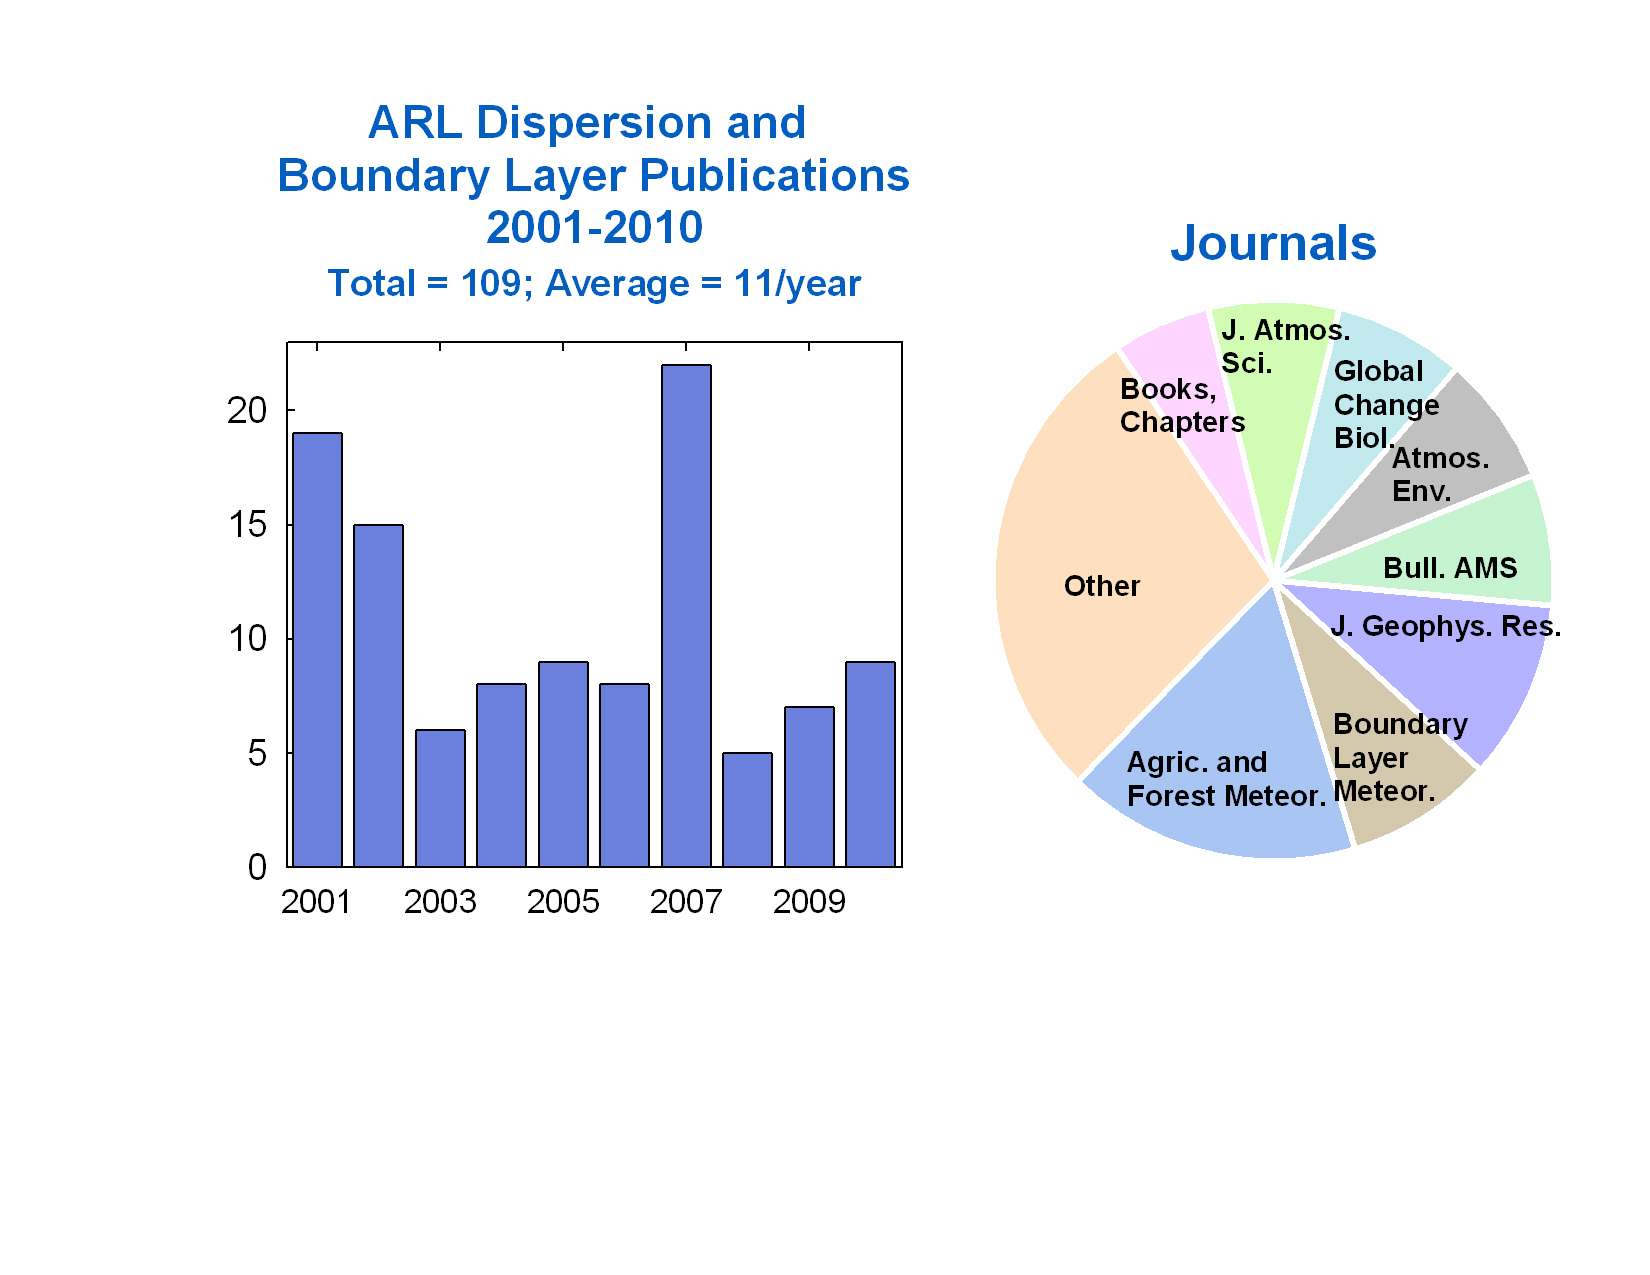 ARL Dispersion and
Boundary Layer Publications
2001-2010
Total = 109; Average = 11/year
20
15
10
5
0
2001 2003 2005 2007 2009
Journals
J. Atmos.
Sci.
Global
Change
Biol.
Atmos.
Env.
Bull. AMS
J. Geophys. Res.
Boundary
Layer
Meteor.
Agric. and
Forest Meteor.
Other
Books,
Chapters